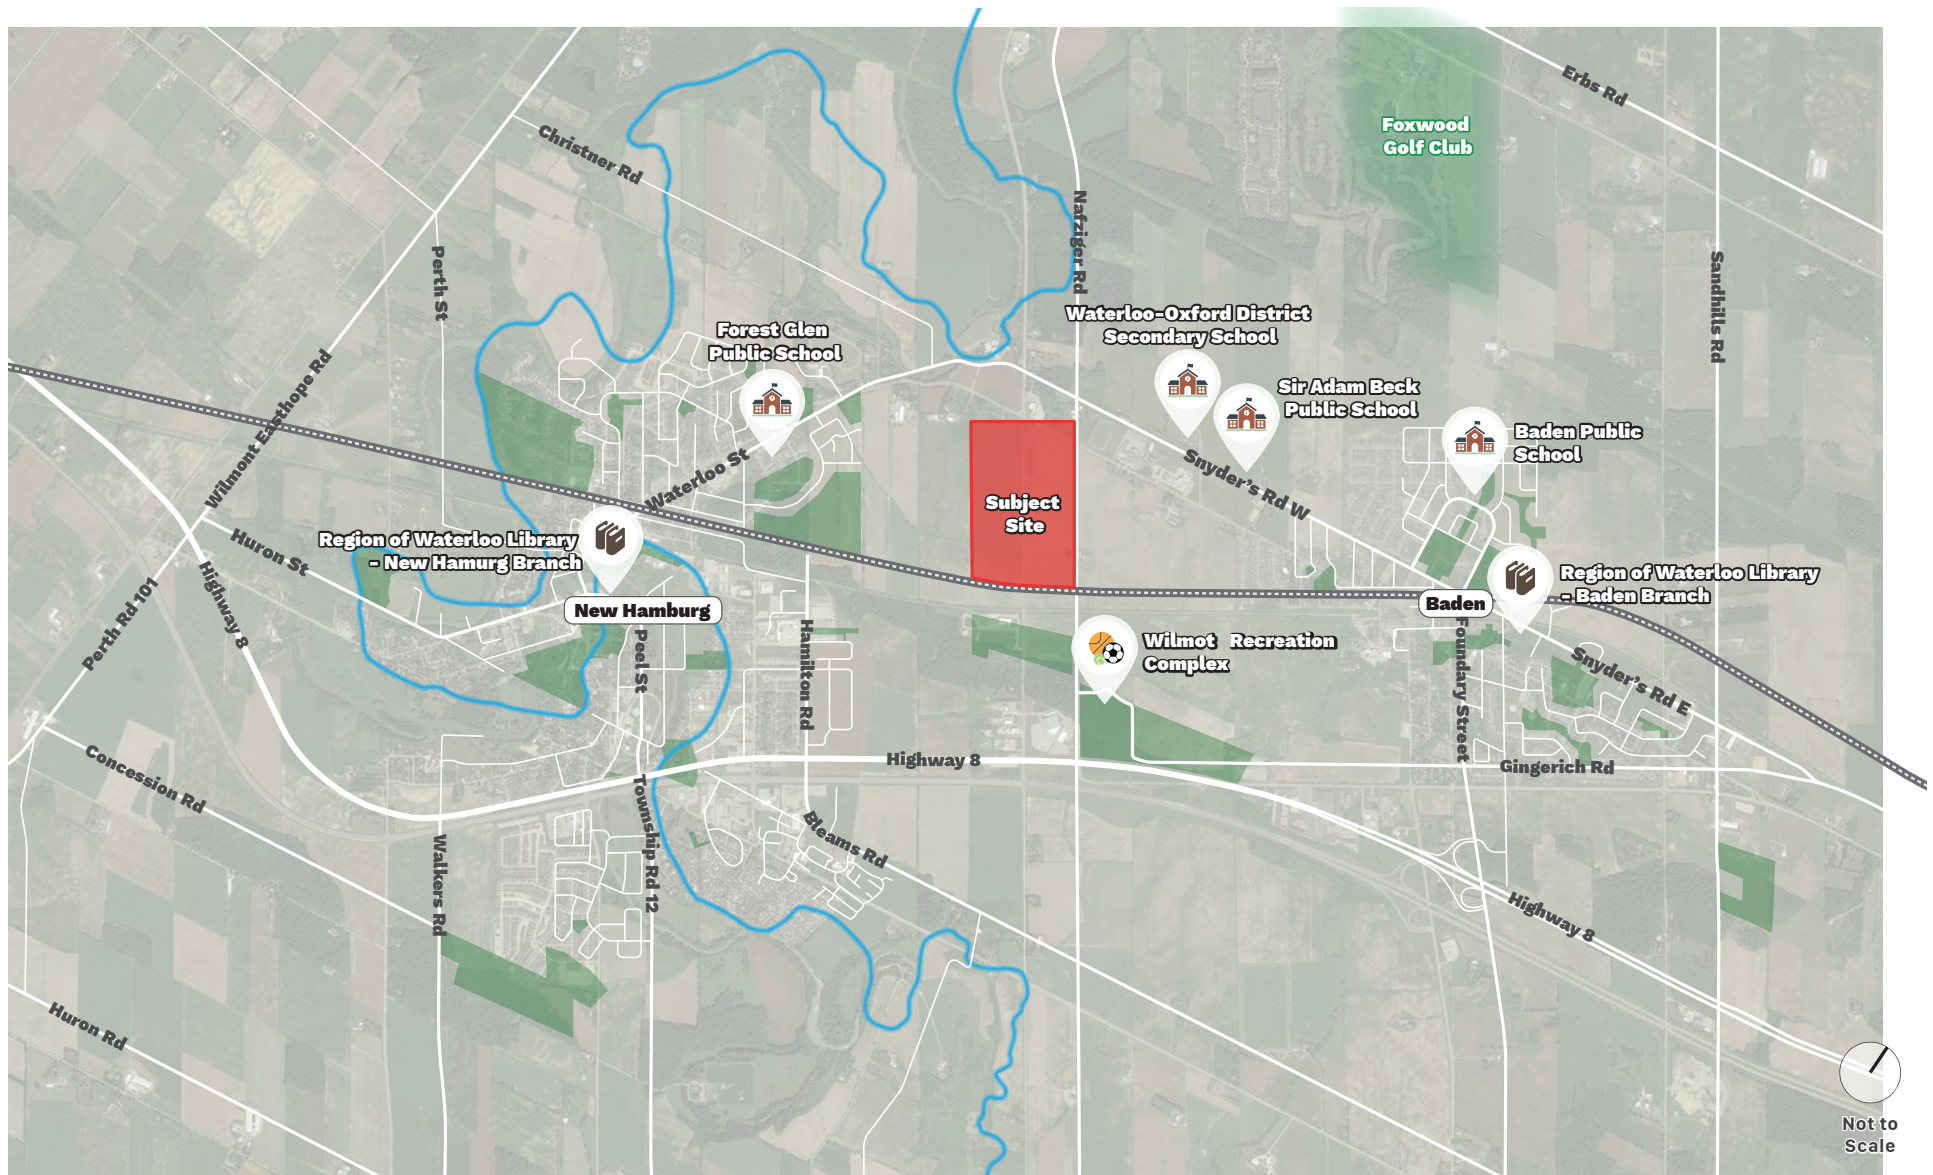 Erbs Rd
Foxwood
Golf Club
Christner Rd
Nafziger Rd
Perth St
Sandhills Rd
Waterloo-Oxford District
Secondary School
Forest Glen
Public School
Sir Adam Beck
Public School
Wilmont Easthope Rd
Baden Public
School
Waterloo St
Snyder's Rd W
Subject
Site
Huron St
Region of Waterloo Library
- New Hamurg Branch
Region of Waterloo Library
- Baden Branch
Perth Rd 101
Highway 8
New Hamburg
Baden
Peel St
Hamilton Rd
Wilmot Recreation
Complex
Foundary Street
Snyder's Rd E
Concession Rd
Highway 8
Gingerich Rd
Township Rd 12
Bleams Rd
Walkers Rd
Highway 8
Huron Rd
Not to
Scale